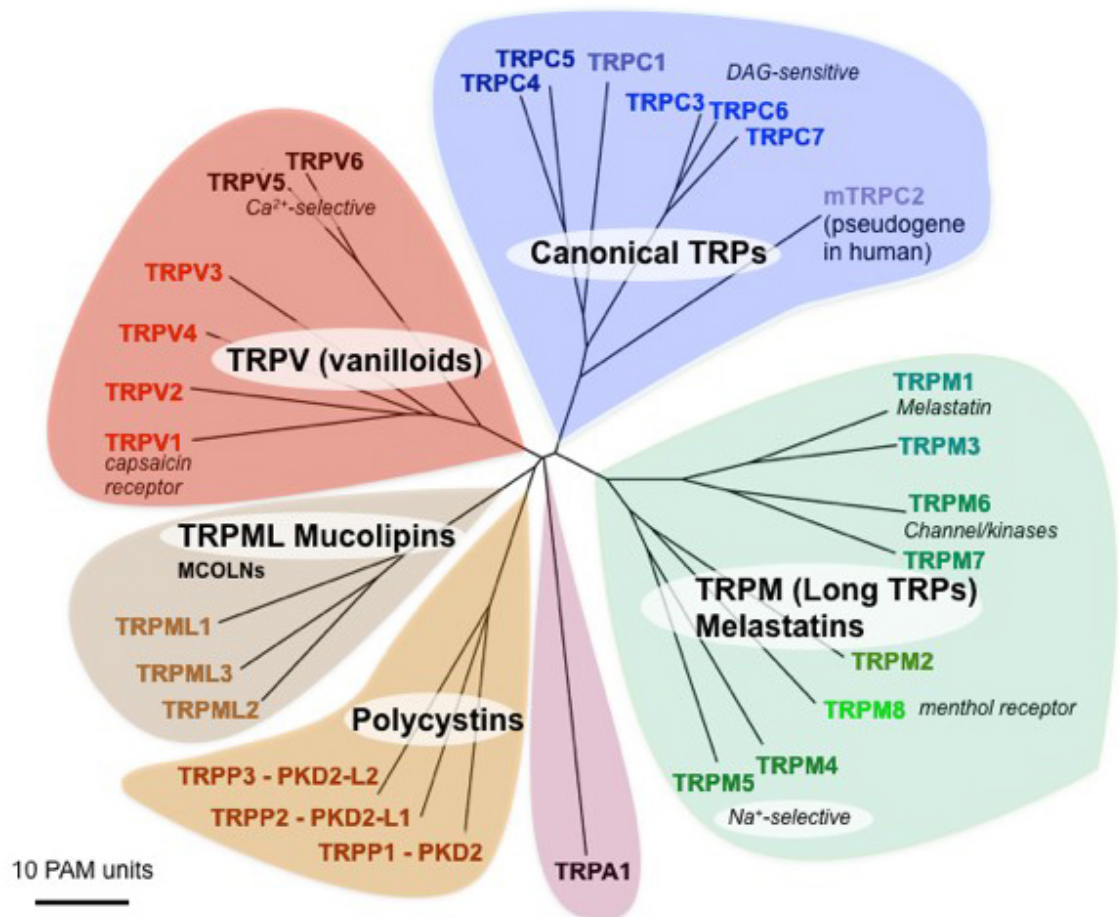 TRPC5
TRPC4
TRPC1
DAG-sensitive
TRPC3
TRPC6
TRPC7
mTRPC2
(pseudogene
in human)
Canonical TRPs
TRPV6
TRPV5
Ca²⁺-selective
TRPV3
TRPV4
TRPV (vanilloids)
TRPV2
TRPV1
capsaicin
receptor
TRPM1
Melastatin
TRPM3
TRPM6
Channel/kinases
TRPM7
TRPM (Long TRPs)
Melastatins
TRPM2
TRPM8 menthol receptor
TRPM4
TRPM5
Na⁺-selective
TRPML Mucolipins
MCOLNs
TRPML1
TRPML3
TRPML2
Polycystins
TRPP3 - PKD2-L2
TRPP2 - PKD2-L1
TRPP1 - PKD2
TRPA1
10 PAM units